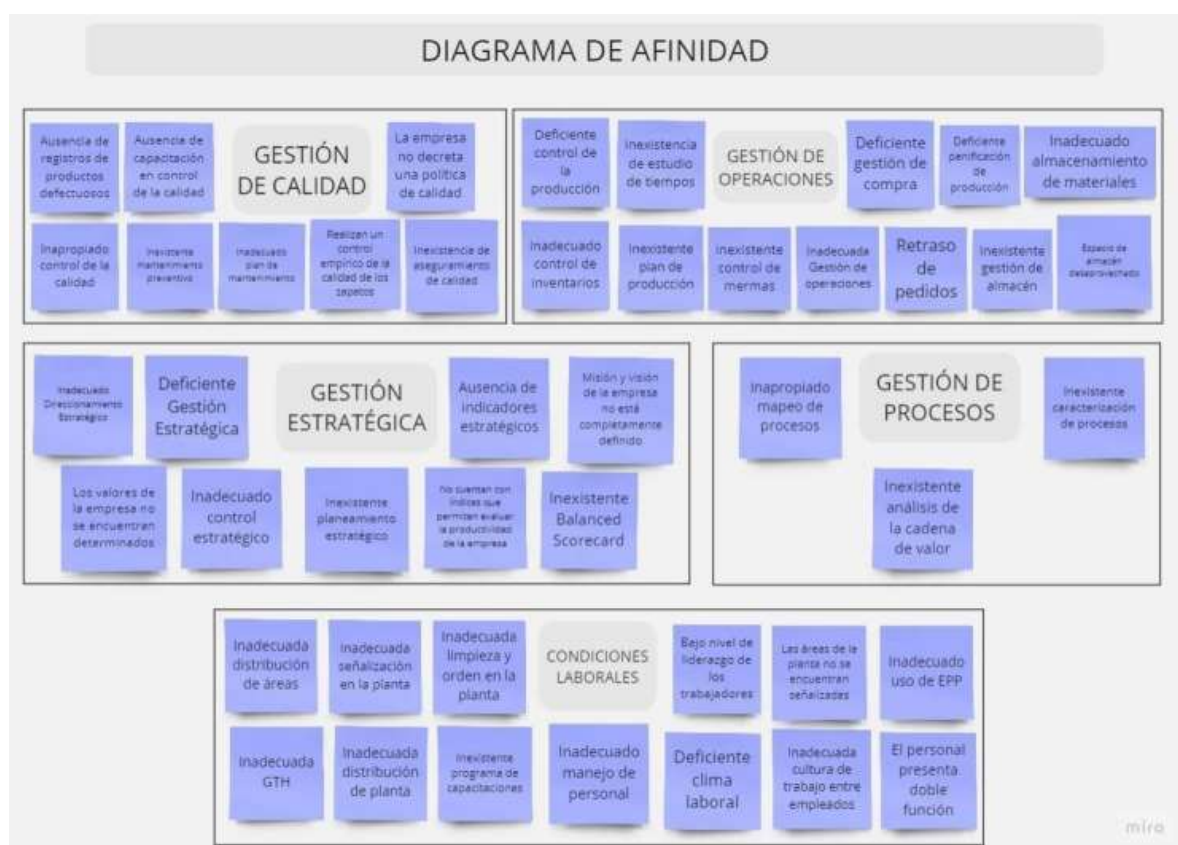 DIAGRAMA DE AFINIDAD
Ausencia de
registros de
productos
defectuosos
Ausencia de
capacitación
en control
de la calidad
GESTIÓN
DE CALIDAD
La empresa
no decreta
una política
de calidad
Inapropiado
control de la
calidad
Inexistente
mantenimiento
preventivo
Inadecuado
plan de
mantenimiento
Realizan un
control
empírico de la
calidad de los
zapatos
Inexistencia de
aseguramiento
de calidad
Deficiente
control de
la
producción
Inexistencia
de estudio
de tiempos
GESTIÓN DE
OPERACIONES
Deficiente
gestión de
compra
Deficiente
penificación
de
producción
Inadecuado
almacenamiento
de materiales
Inadecuado
control de
inventarios
Inexistente
plan de
producción
Inexistente
control de
mermas
Inadecuada
Gestión de
operaciones
Retraso
de
pedidos
Inexistente
gestión de
almacén
Espacio de
almacén
desaprovechado
Inadecuado
Direccionamiento
Estratégico
Deficiente
Gestión
Estratégica
GESTIÓN
ESTRATÉGICA
Ausencia de
indicadores
estratégicos
Misión y visión
de la empresa
no está
completamente
definido
Los valores de
la empresa no
se encuentran
determinados
Inadecuado
control
estratégico
Inexistente
planeamiento
estratégico
No cuentan con
índices que
permitan evaluar
la productividad
de la empresa
Inexistente
Balanced
Scorecard
Inapropiado
mapeo de
procesos
GESTIÓN DE
PROCESOS
Inexistente
caracterización
de procesos
Inexistente
análisis de
la cadena
de valor
Inadecuada
distribución
de áreas
Inadecuada
señalización
en la planta
Inadecuada
limpieza y
orden en la
planta
CONDICIONES
LABORALES
Bajo nivel de
liderazgo de
los
trabajadores
Las áreas de la
planta no se
encuentran
señalizadas
Inadecuado
uso de EPP
Inadecuada
GTH
Inadecuada
distribución
de planta
Inexistente
programa de
capacitaciones
Inadecuado
manejo de
personal
Deficiente
clima
laboral
Inadecuada
cultura de
trabajo entre
empleados
El personal
presenta
doble
función
miro